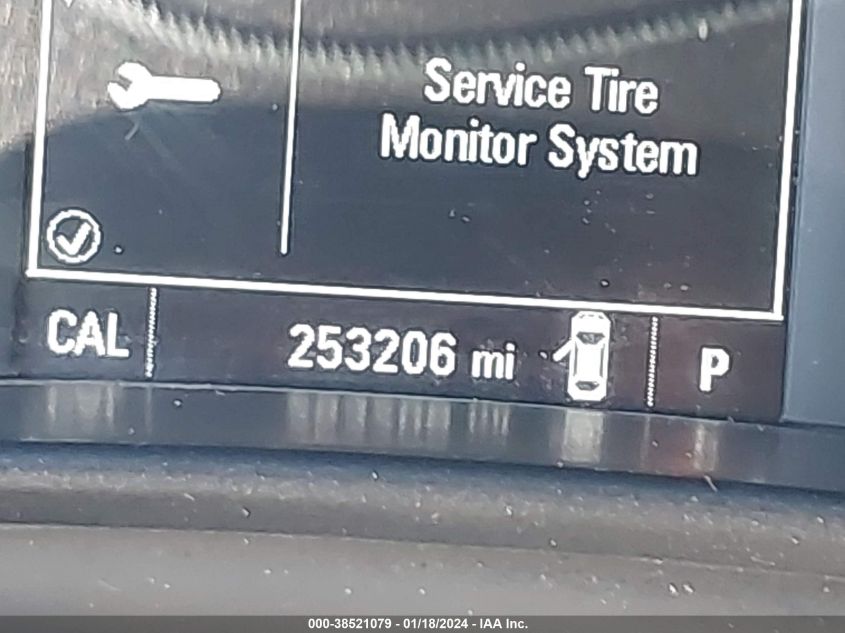 Service Tire
Monitor System
CAL 253206 mi P
000-38521079 - 01/18/2024 - IAA Inc.